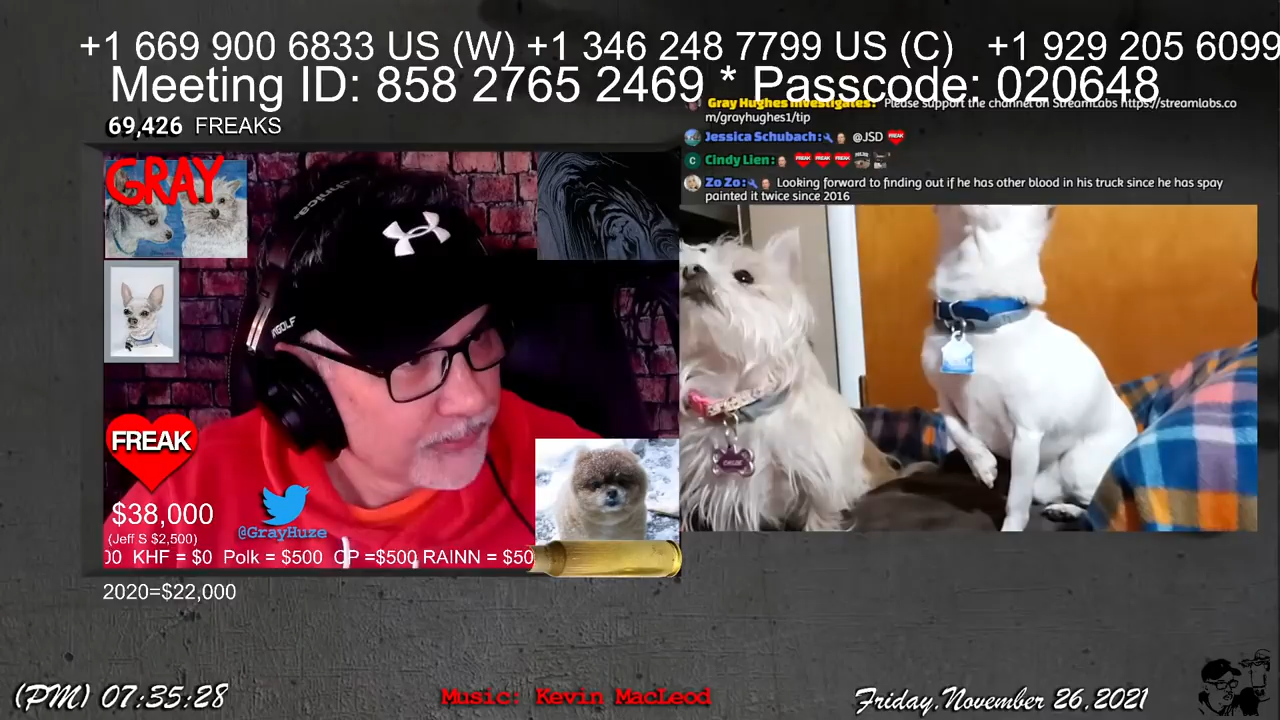 +1 669 900 6833 US (W) +1 346 248 7799 US (C) +1 929 205 6099
Meeting ID: 858 2765 2469 * Passcode: 020648
69,426 FREAKS
Gray Hughes Investigates: Please support the channel on StreamLabs https://streamlabs.co
m/grayhughes1/tip
Jessica Schubach: @JSD FREAK
Cindy Lien: FREAK FREAK FREAK
Zo Zo: Looking forward to finding out if he has other blood in his truck since he has spay
painted it twice since 2016
GRAY
FREAK
$38,000
(Jeff S $2,500)
@GrayHuze
00 KHF = $0 Polk = $500 CP =$500 RAINN = $50
2020=$22,000
(PM) 07:35:28
Music: Kevin MacLeod
Friday, November 26, 2021